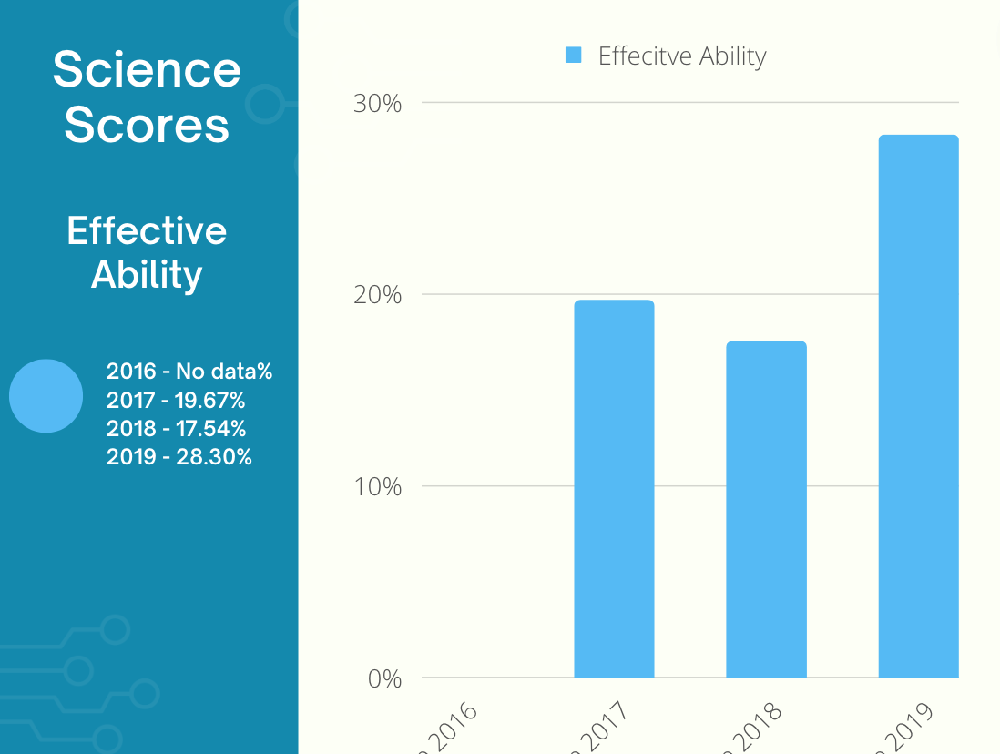 Science
Scores
Effective
Ability
2016 - No data%
2017 - 19.67%
2018 - 17.54%
2019 - 28.30%
Effecitve Ability
30%
20%
10%
0%
2016
2017
2018
2019